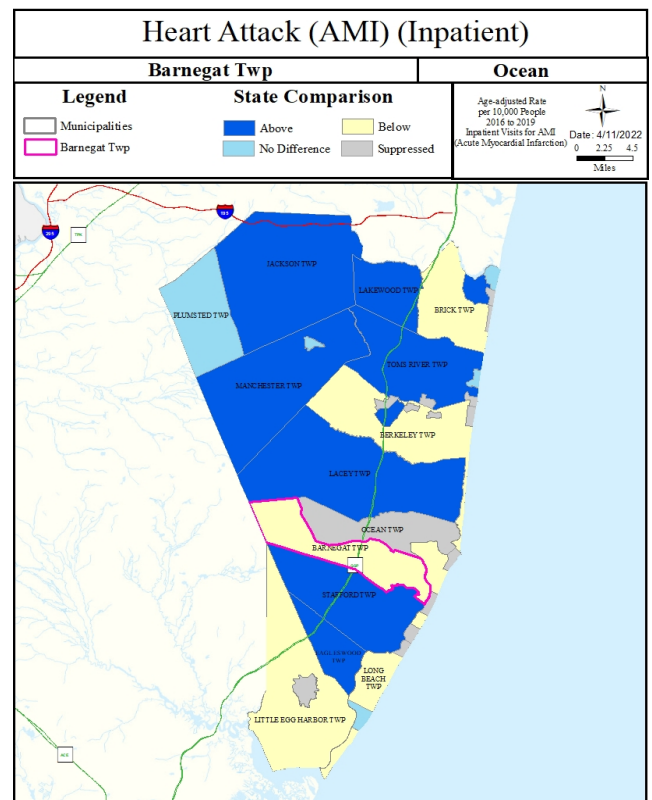 Heart Attack (AMI) (Inpatient)
Barnegat Twp
Ocean
Legend
Municipalities
Barnegat Twp
State Comparison
Above
Below
No Difference
Suppressed
Age-adjusted Rate
per 10,000 People
2016 to 2019
Inpatient Visits for AMI
(Acute Myocardial Infarction)
N
Date: 4/11/2022
0 2.25 4.5
Miles
195
JACKSON TWP
LAKEWOOD TWP
BRICK TWP
PLUMSTED TWP
TOMS RIVER TWP
MANCHESTER TWP
BERKELEY TWP
LACEY TWP
OCEAN TWP
BARNEGAT TWP
STAFFORD TWP
EAGLESWOOD
TWP
LONG
BEACH
TWP
LITTLE EGG HARBOR TWP